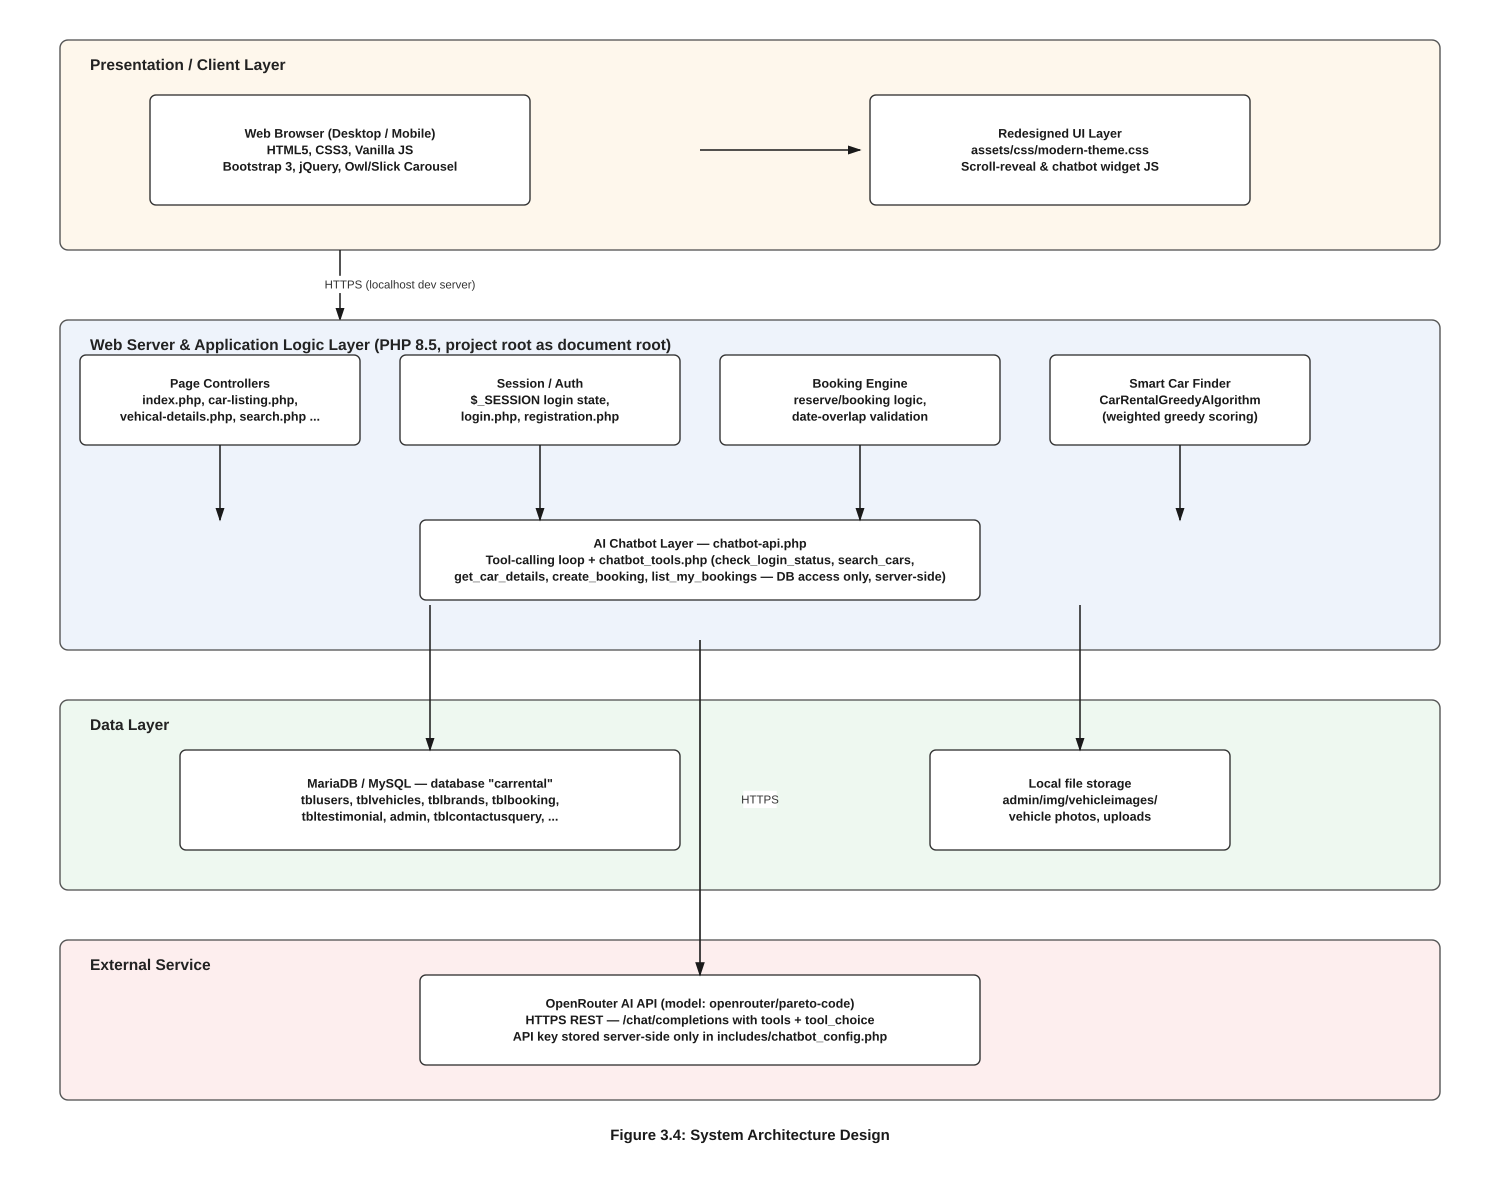 Presentation / Client Layer
Web Browser (Desktop / Mobile)
HTML5, CSS3, Vanilla JS
Bootstrap 3, jQuery, Owl/Slick Carousel
Redesigned UI Layer
assets/css/modern-theme.css
Scroll-reveal & chatbot widget JS
HTTPS (localhost dev server)
Web Server & Application Logic Layer (PHP 8.5, project root as document root)
Page Controllers
index.php, car-listing.php,
vehical-details.php, search.php ...
Session / Auth
$_SESSION login state,
login.php, registration.php
Booking Engine
reserve/booking logic,
date-overlap validation
Smart Car Finder
CarRentalGreedyAlgorithm
(weighted greedy scoring)
AI Chatbot Layer — chatbot-api.php
Tool-calling loop + chatbot_tools.php (check_login_status, search_cars,
get_car_details, create_booking, list_my_bookings — DB access only, server-side)
Data Layer
MariaDB / MySQL — database "carrental"
tblusers, tblvehicles, tblbrands, tblbooking,
tbltestimonial, admin, tblcontactusquery, ...
HTTPS
Local file storage
admin/img/vehicleimages/
vehicle photos, uploads
External Service
OpenRouter AI API (model: openrouter/pareto-code)
HTTPS REST — /chat/completions with tools + tool_choice
API key stored server-side only in includes/chatbot_config.php
Figure 3.4: System Architecture Design